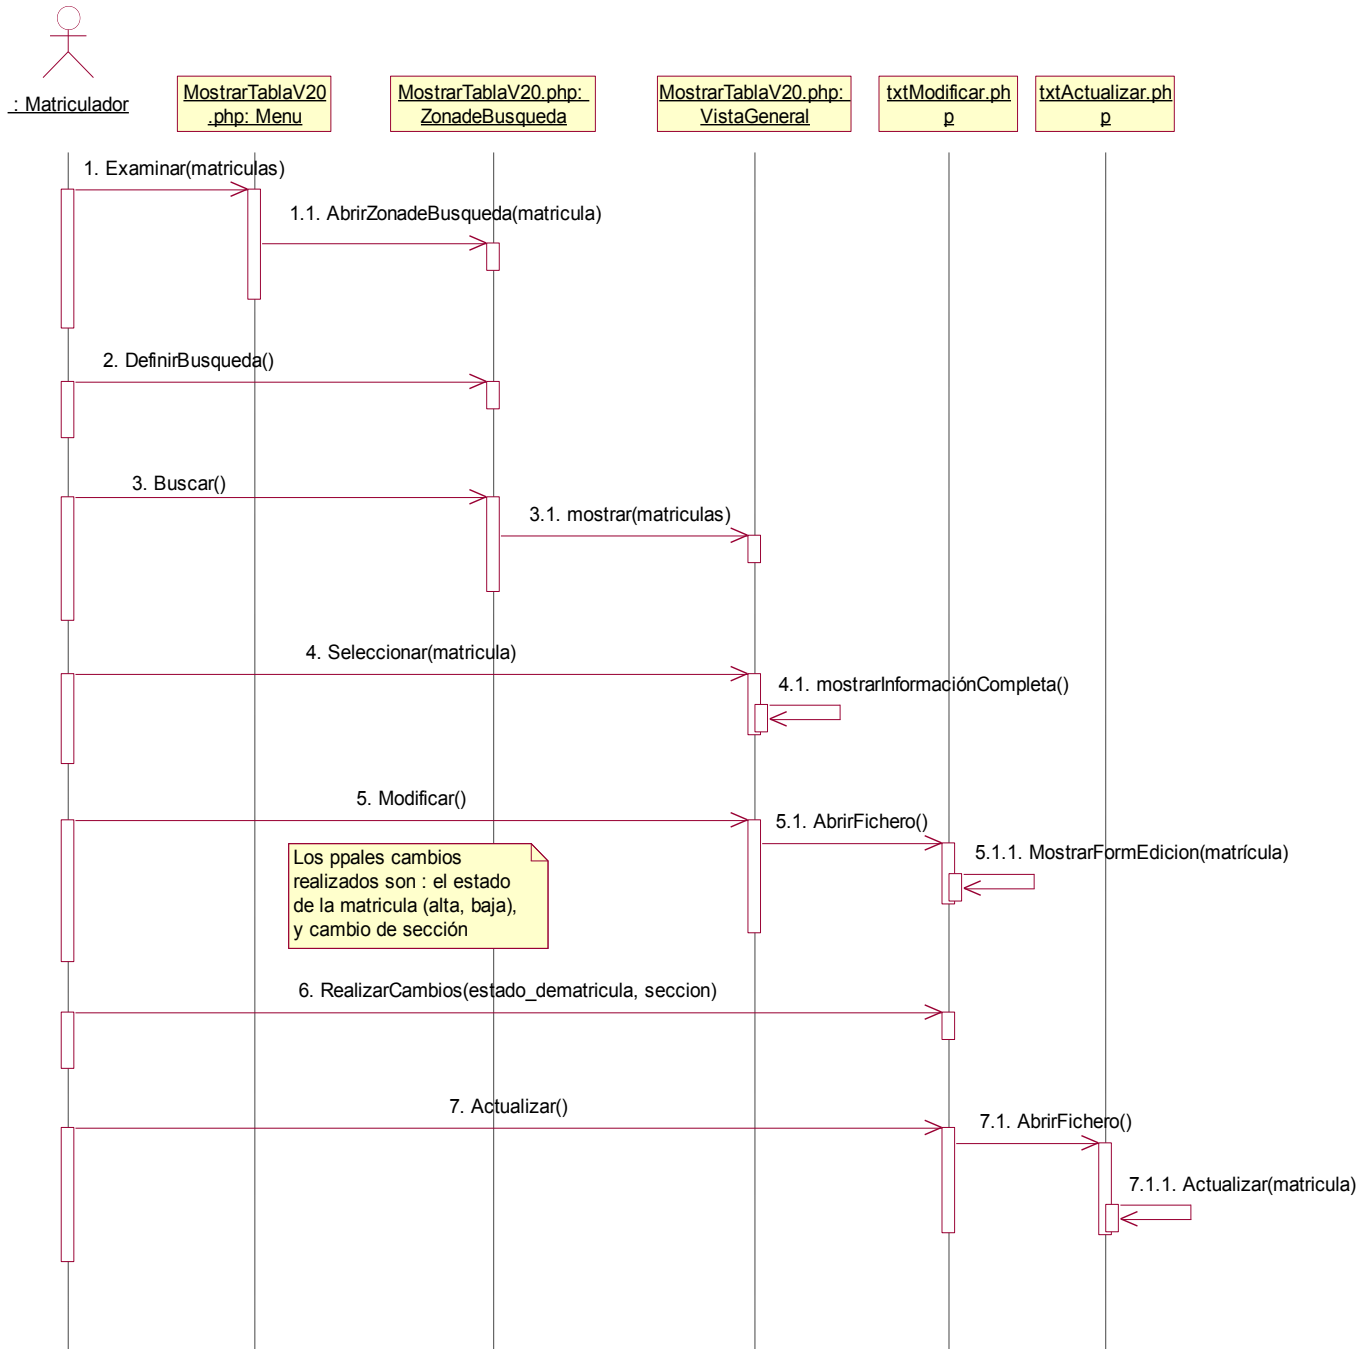 : Matriculador
MostrarTablaV20
.php: Menu
MostrarTablaV20.php:
ZonadeBusqueda
MostrarTablaV20.php:
VistaGeneral
txtModificar.ph
p
txtActualizar.ph
p
1. Examinar(matriculas)
1.1. AbrirZonadeBusqueda(matricula)
2. DefinirBusqueda()
3. Buscar()
3.1. mostrar(matriculas)
4. Seleccionar(matricula)
4.1. mostrarInformaciónCompleta()
5. Modificar()
5.1. AbrirFichero()
5.1.1. MostrarFormEdicion(matrícula)
Los ppales cambios
realizados son : el estado
de la matricula (alta, baja),
y cambio de sección
6. RealizarCambios(estado_dematricula, seccion)
7. Actualizar()
7.1. AbrirFichero()
7.1.1. Actualizar(matricula)